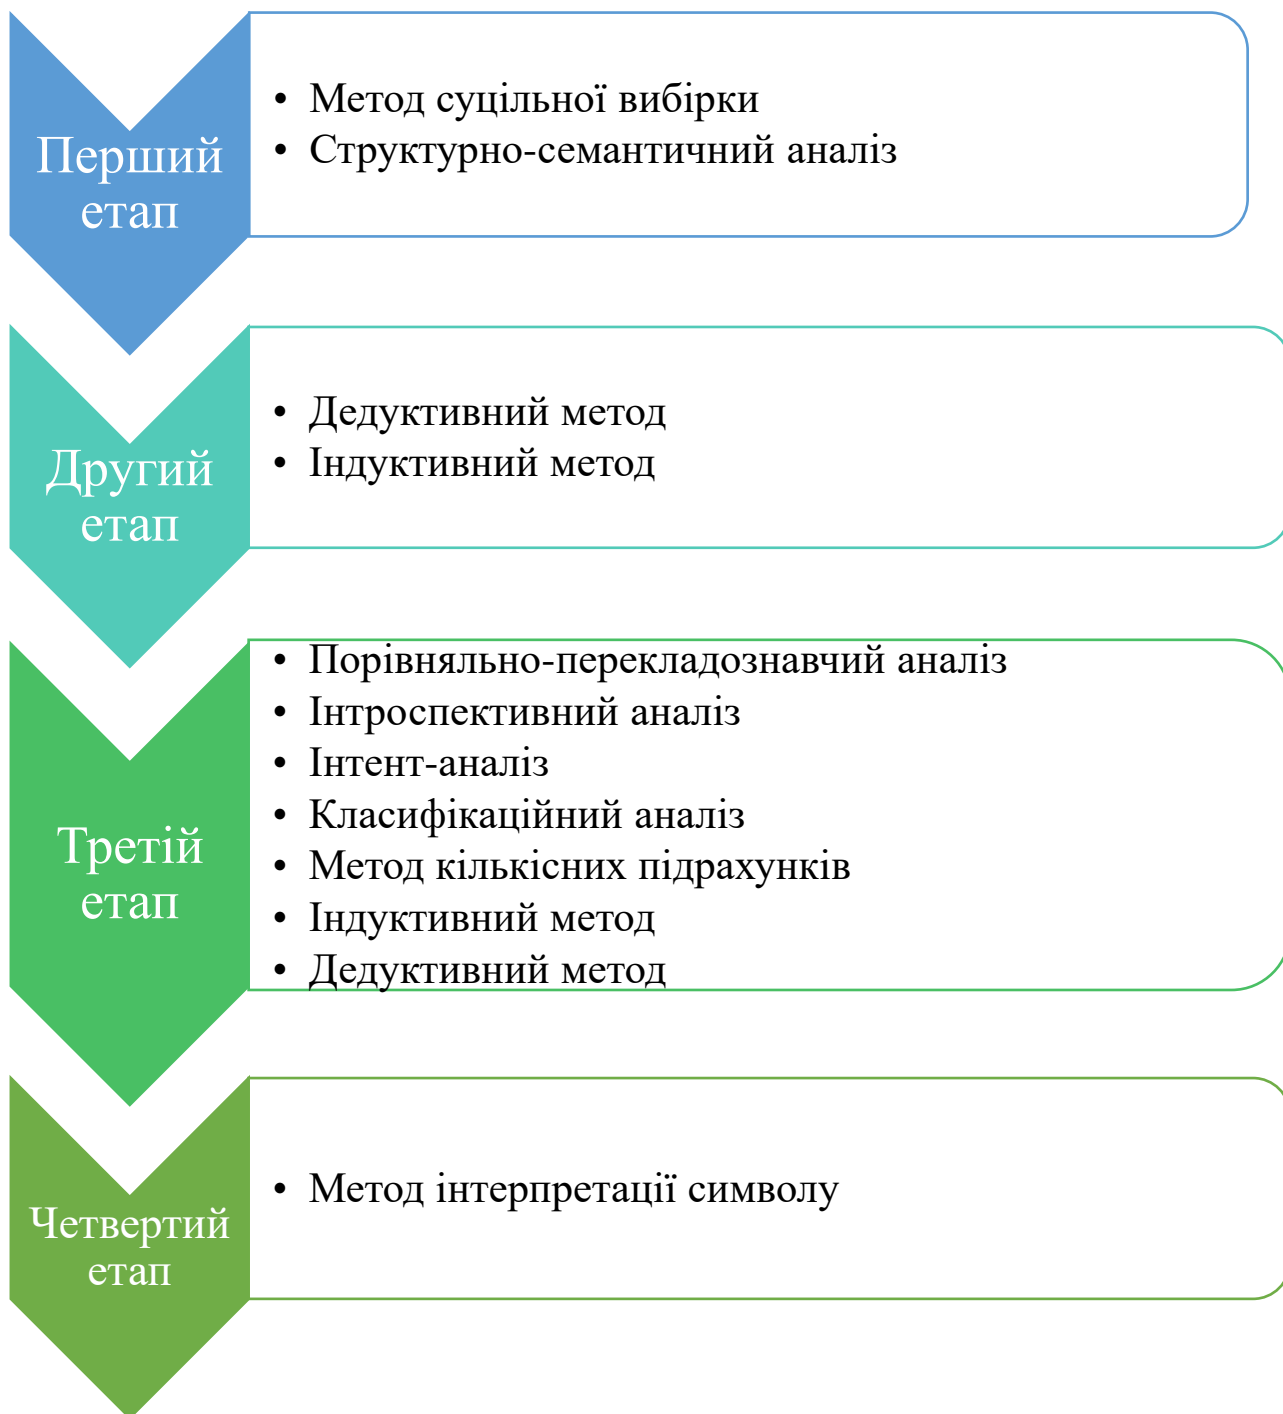 Перший
етап
• Метод суцільної вибірки
• Структурно-семантичний аналіз
Другий
етап
• Дедуктивний метод
• Індуктивний метод
Третій
етап
• Порівняльно-перекладознавчий аналіз
• Інтроспективний аналіз
• Інтент-аналіз
• Класифікаційний аналіз
• Метод кількісних підрахунків
• Індуктивний метод
• Дедуктивний метод
Четвертий
етап
• Метод інтерпретації символу